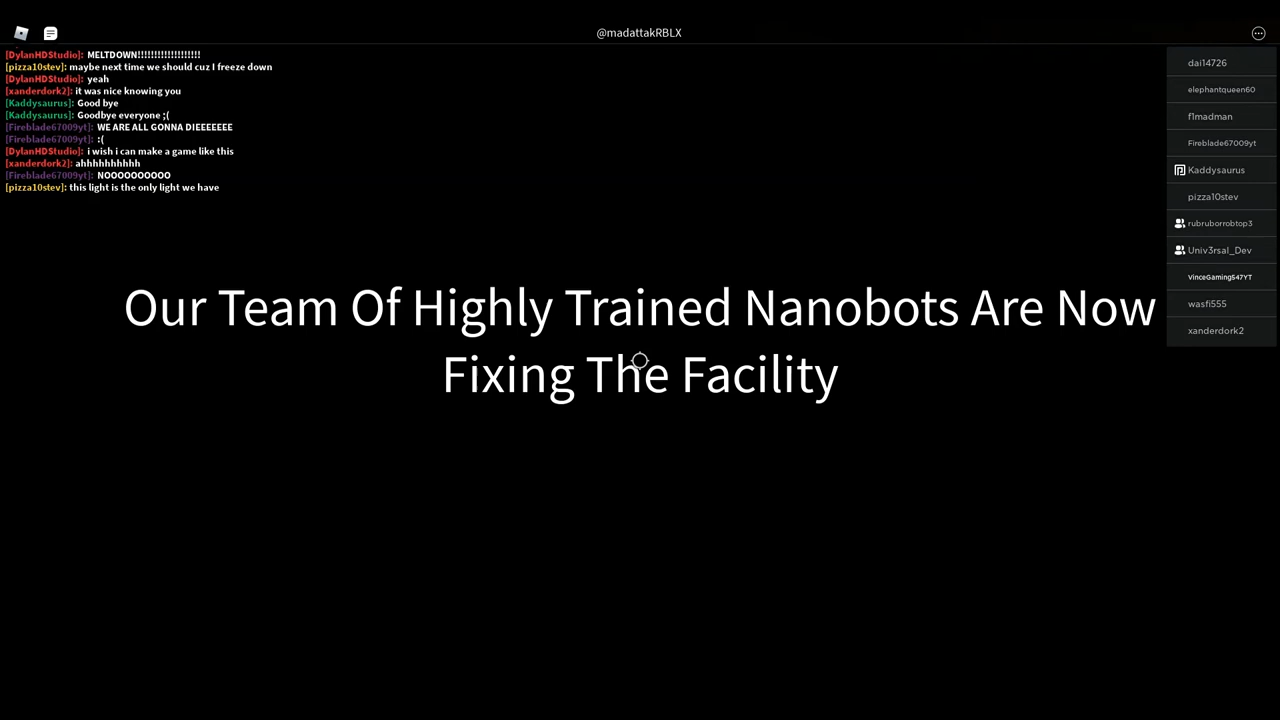 @madattakRBLX
[DylanHDStudio]: MELTDOWN!!!!!!!!!!!!!!!!!!!
[pizza10stev]: maybe next time we should cuz I freeze down
[DylanHDStudio]: yeah
[xanderdork2]: it was nice knowing you
[Kaddysaurus]: Good bye
[Kaddysaurus]: Goodbye everyone ;(
[Fireblade67009yt]: WE ARE ALL GONNA DIEEEEEEE
[Fireblade67009yt]: :(
[DylanHDStudio]: i wish i can make a game like this
[xanderdork2]: ahhhhhhhhhh
[Fireblade67009yt]: NOOOOOOOOOO
[pizza10stev]: this light is the only light we have
dai14726
elephantqueen60
f1madman
Fireblade67009yt
Kaddysaurus
pizza10stev
rubruborrobtop3
Univ3rsal_Dev
VinceGaming547YT
wasfi555
xanderdork2
Our Team Of Highly Trained Nanobots Are Now
Fixing The Facility